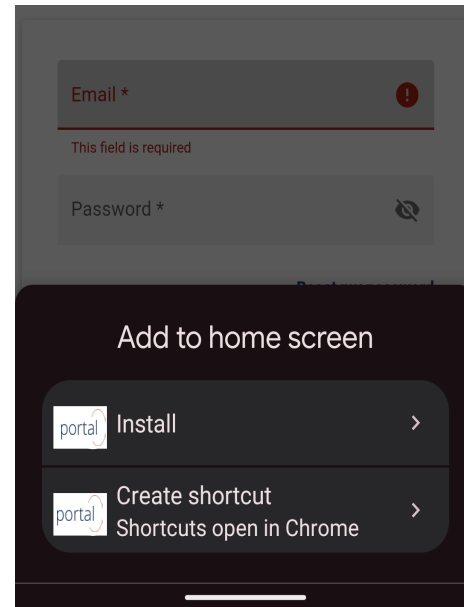 Email *
This field is required
Password *
Add to home screen
portal
Install
portal
Create shortcut
Shortcuts open in Chrome